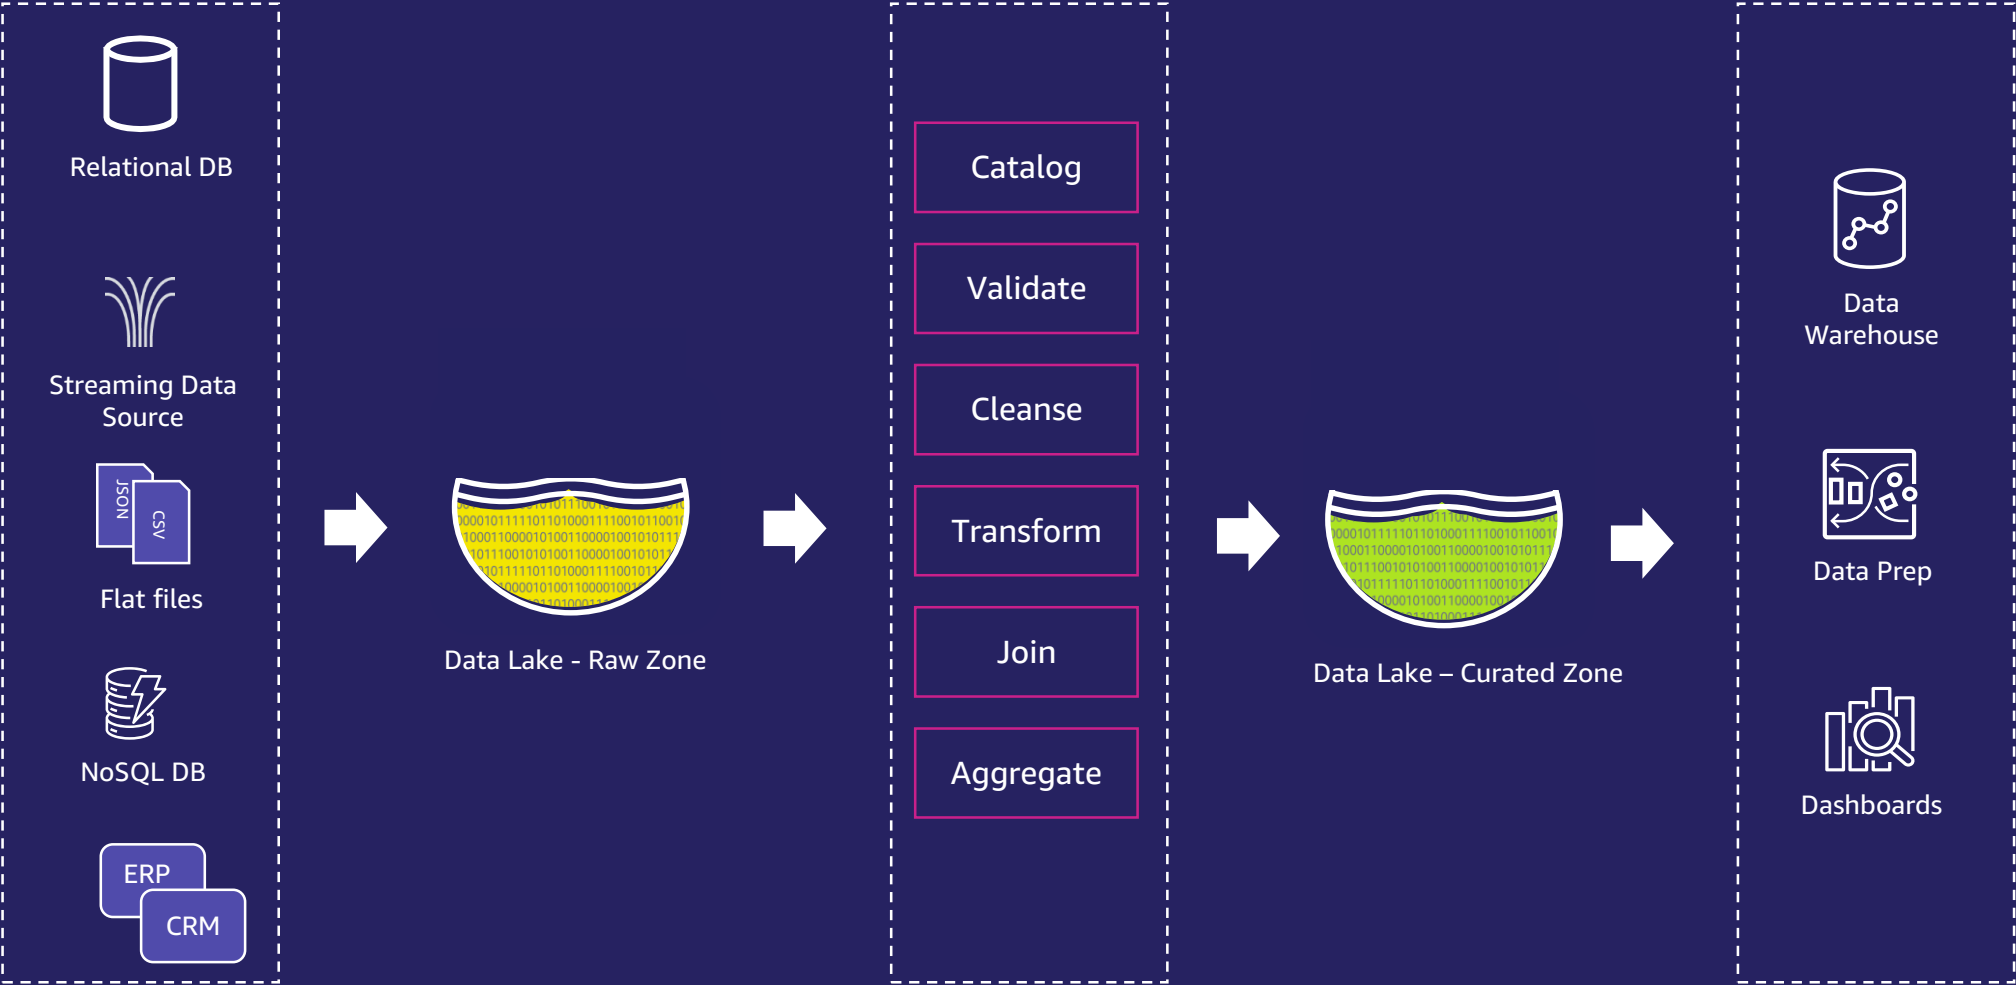 Relational DB
Streaming Data
Source
JSON
CSV
Flat files
NoSQL DB
ERP
CRM
Data Lake - Raw Zone
Catalog
Validate
Cleanse
Transform
Join
Aggregate
Data Lake – Curated Zone
Data
Warehouse
Data Prep
Dashboards